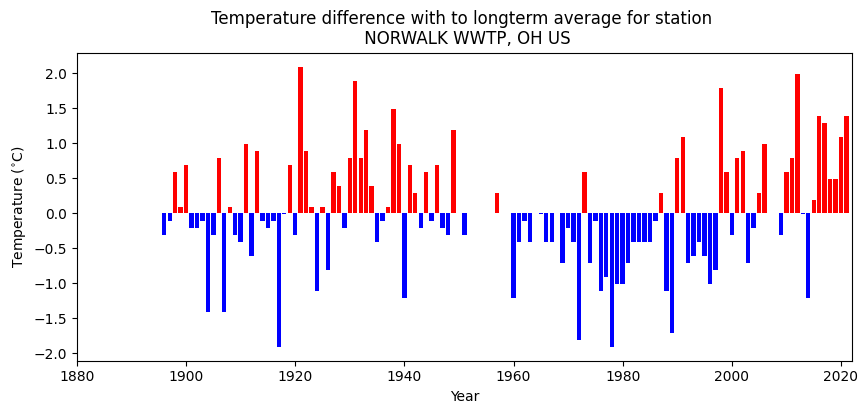 Temperature difference with to longterm average for station
NORWALK WWTP, OH US
Temperature (°C)
2.0
1.5
1.0
0.5
0.0
−0.5
−1.0
−1.5
−2.0
1880 1900 1920 1940 1960 1980 2000 2020
Year